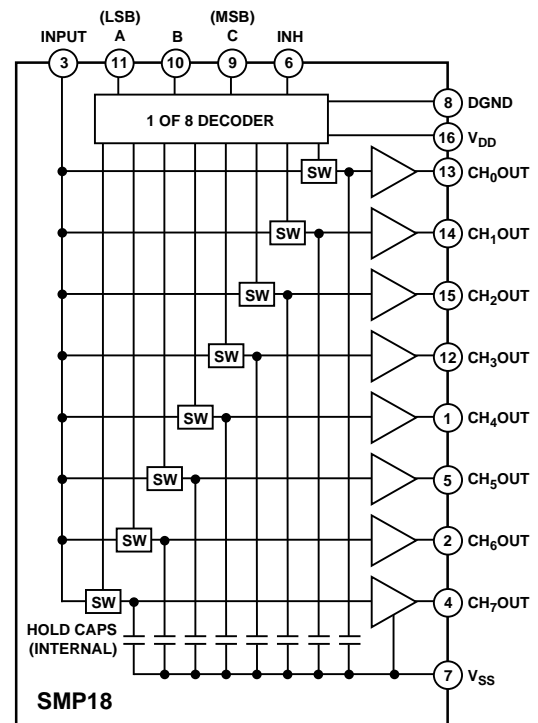 (LSB) (MSB)
INPUT A B C INH
3 11 10 9 6
8 DGND
1 OF 8 DECODER
16 VDD
SW 13 CH0OUT
SW 14 CH1OUT
SW 15 CH2OUT
SW 12 CH3OUT
SW 1 CH4OUT
SW 5 CH5OUT
SW 2 CH6OUT
SW 4 CH7OUT
HOLD CAPS
(INTERNAL)
7 VSS
SMP18